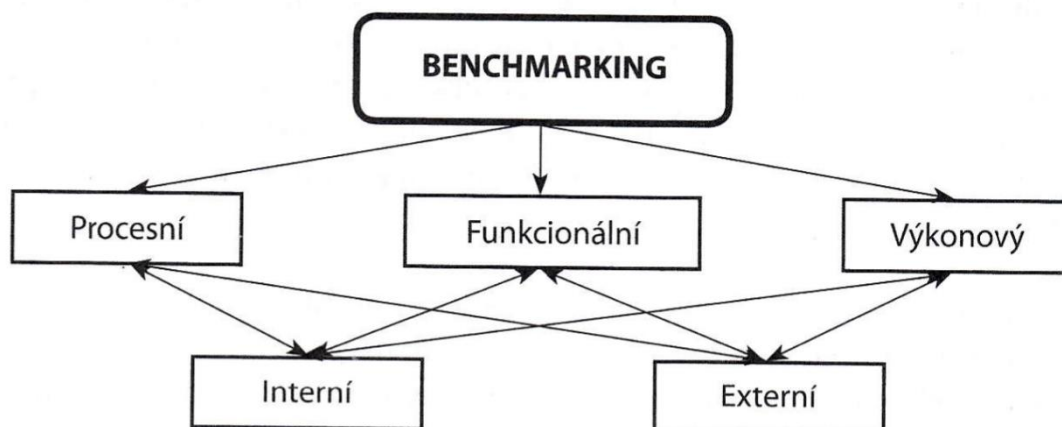 BENCHMARKING
Procesní
Funkcionální
Výkonový
Interní
Externí